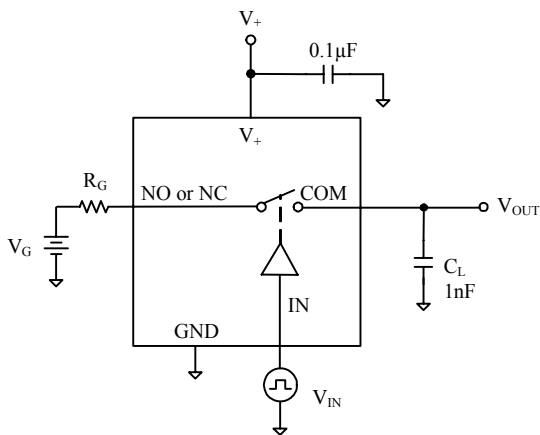 V+
0.1µF
V+
RG
NO or NC
COM
VOUT
VG
CL
1nF
IN
GND
VIN